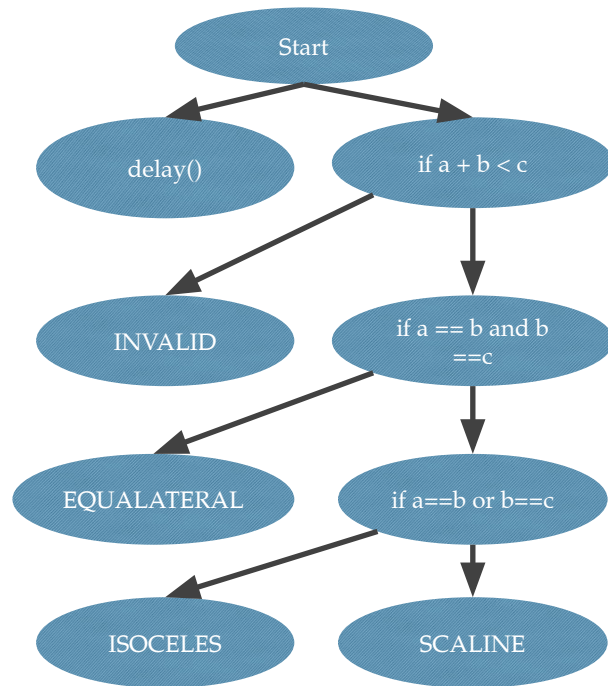 Start
delay()
if a + b < c
INVALID
if a == b and b
==c
EQUALATERAL
if a==b or b==c
ISOCELES
SCALINE